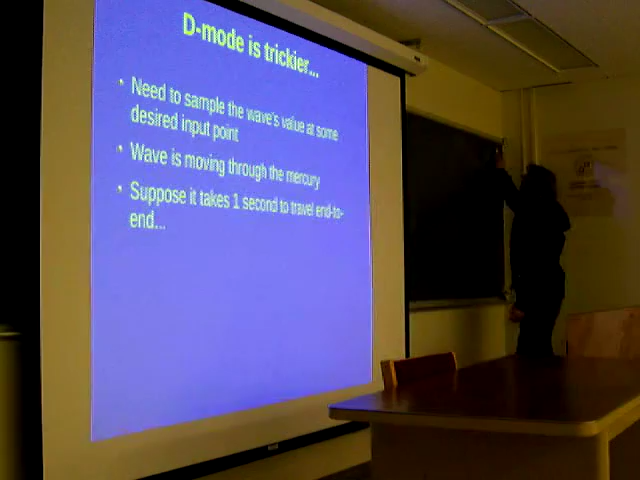 D-mode is trickier...
• Need to sample the wave's value at some
desired input point
• Wave is moving through the mercury
• Suppose it takes 1 second to travel end-to-
end...